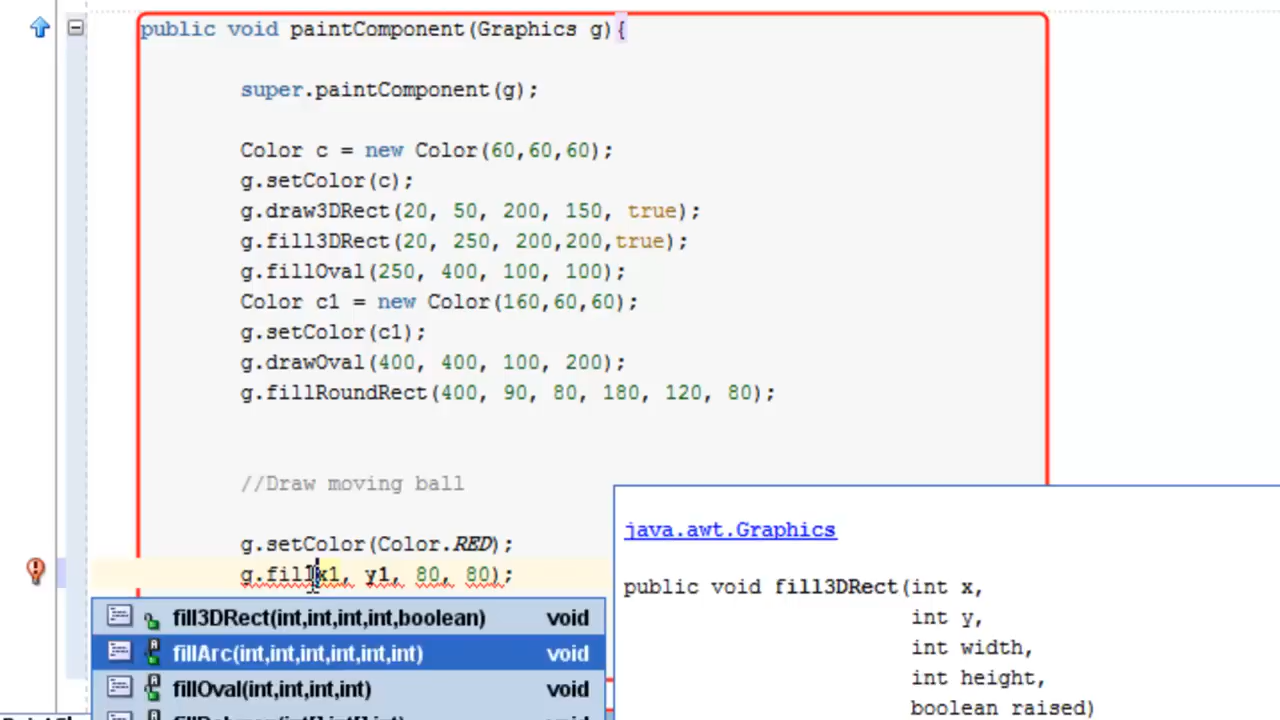 public void paintComponent(Graphics g){
super.paintComponent(g);
Color c = new Color(60,60,60);
g.setColor(c);
g.draw3DRect(20, 50, 200, 150, true);
g.fill3DRect(20, 250, 200,200,true);
g.fillOval(250, 400, 100, 100);
Color c1 = new Color(160,60,60);
g.setColor(c1);
g.drawOval(400, 400, 100, 200);
g.fillRoundRect(400, 90, 80, 180, 120, 80);
//Draw moving ball
g.setColor(Color.RED);
g.fillx1, y1, 80, 80);
fill3DRect(int,int,int,int,boolean) void
fillArc(int,int,int,int,int,int) void
fillOval(int,int,int,int) void
java.awt.Graphics
public void fill3DRect(int x,
int y,
int width,
int height,
boolean raised)